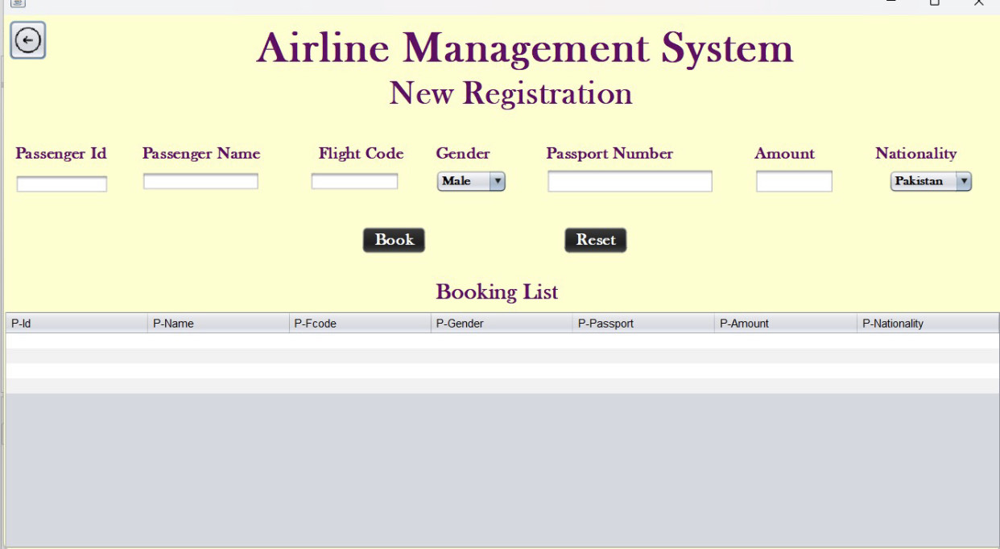 Airline Management System
New Registration
Passenger Id Passenger Name Flight Code Gender Passport Number Amount Nationality
Male Pakistan
Book Reset
Booking List
P-Id P-Name P-Fcode P-Gender P-Passport P-Amount P-Nationality